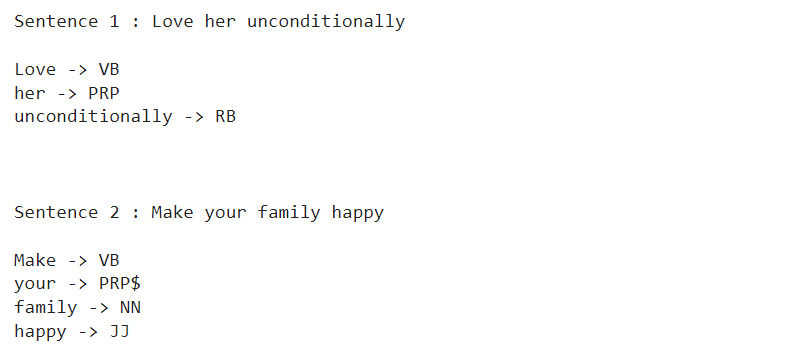 Sentence 1 : Love her unconditionally
Love -> VB
her -> PRP
unconditionally -> RB
Sentence 2 : Make your family happy
Make -> VB
your -> PRP$
family -> NN
happy -> JJ